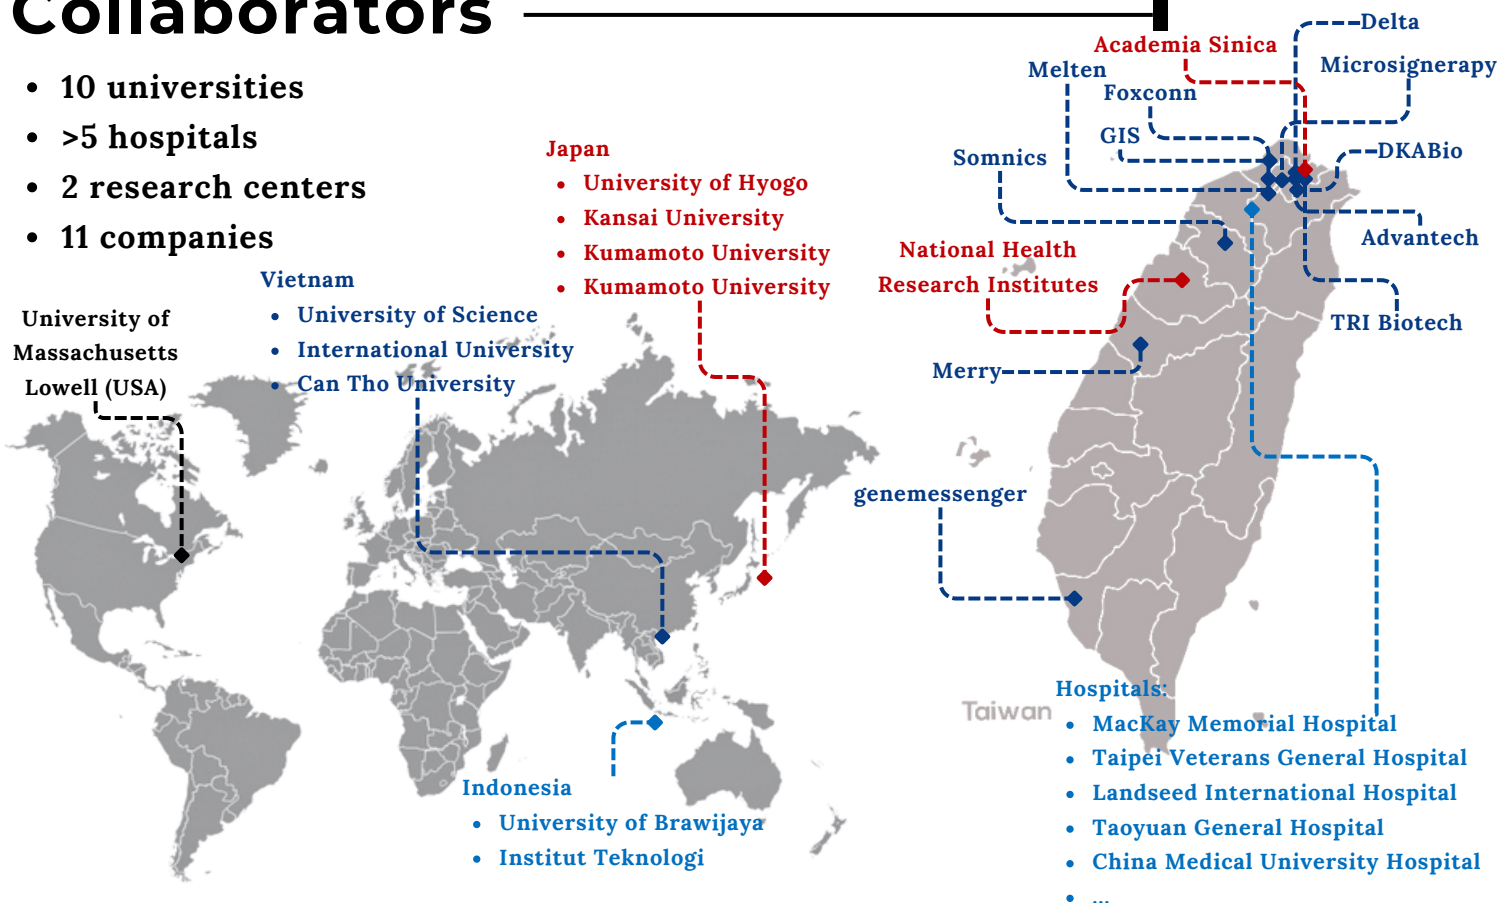 Collaborators
• 10 universities
• >5 hospitals
• 2 research centers
• 11 companies
University of
Massachusetts
Lowell (USA)
Vietnam
• University of Science
• International University
• Can Tho University
Japan
• University of Hyogo
• Kansai University
• Kumamoto University
• Kumamoto University
Indonesia
• University of Brawijaya
• Institut Teknologi
Delta
Academia Sinica
Microsignerapy
Melten
Foxconn
GIS
DKABio
Somnics
Advantech
National Health
Research Institutes
TRI Biotech
Merry
genemessenger
Taiwan
Hospitals:
• MacKay Memorial Hospital
• Taipei Veterans General Hospital
• Landseed International Hospital
• Taoyuan General Hospital
• China Medical University Hospital
• ...